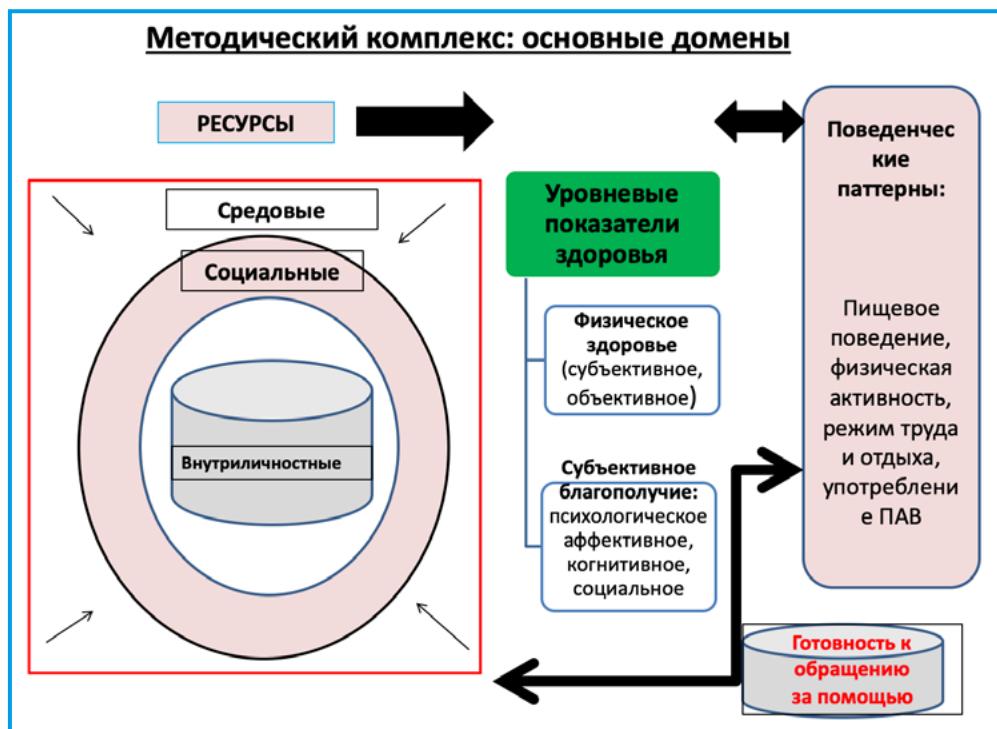 Методический комплекс: основные домены
РЕСУРСЫ
Средовые
Социальные
Внутриличностные
Уровневые
показатели
здоровья
Физическое
здоровье
(субъективное,
объективное)
Субъективное
благополучие:
психологическое
аффективное,
когнитивное,
социальное
Поведенчес
кие
паттерны:
Пищевое
поведение,
физическая
активность,
режим труда
и отдыха,
употреблени
е ПАВ
Готовность к
обращению
за помощью